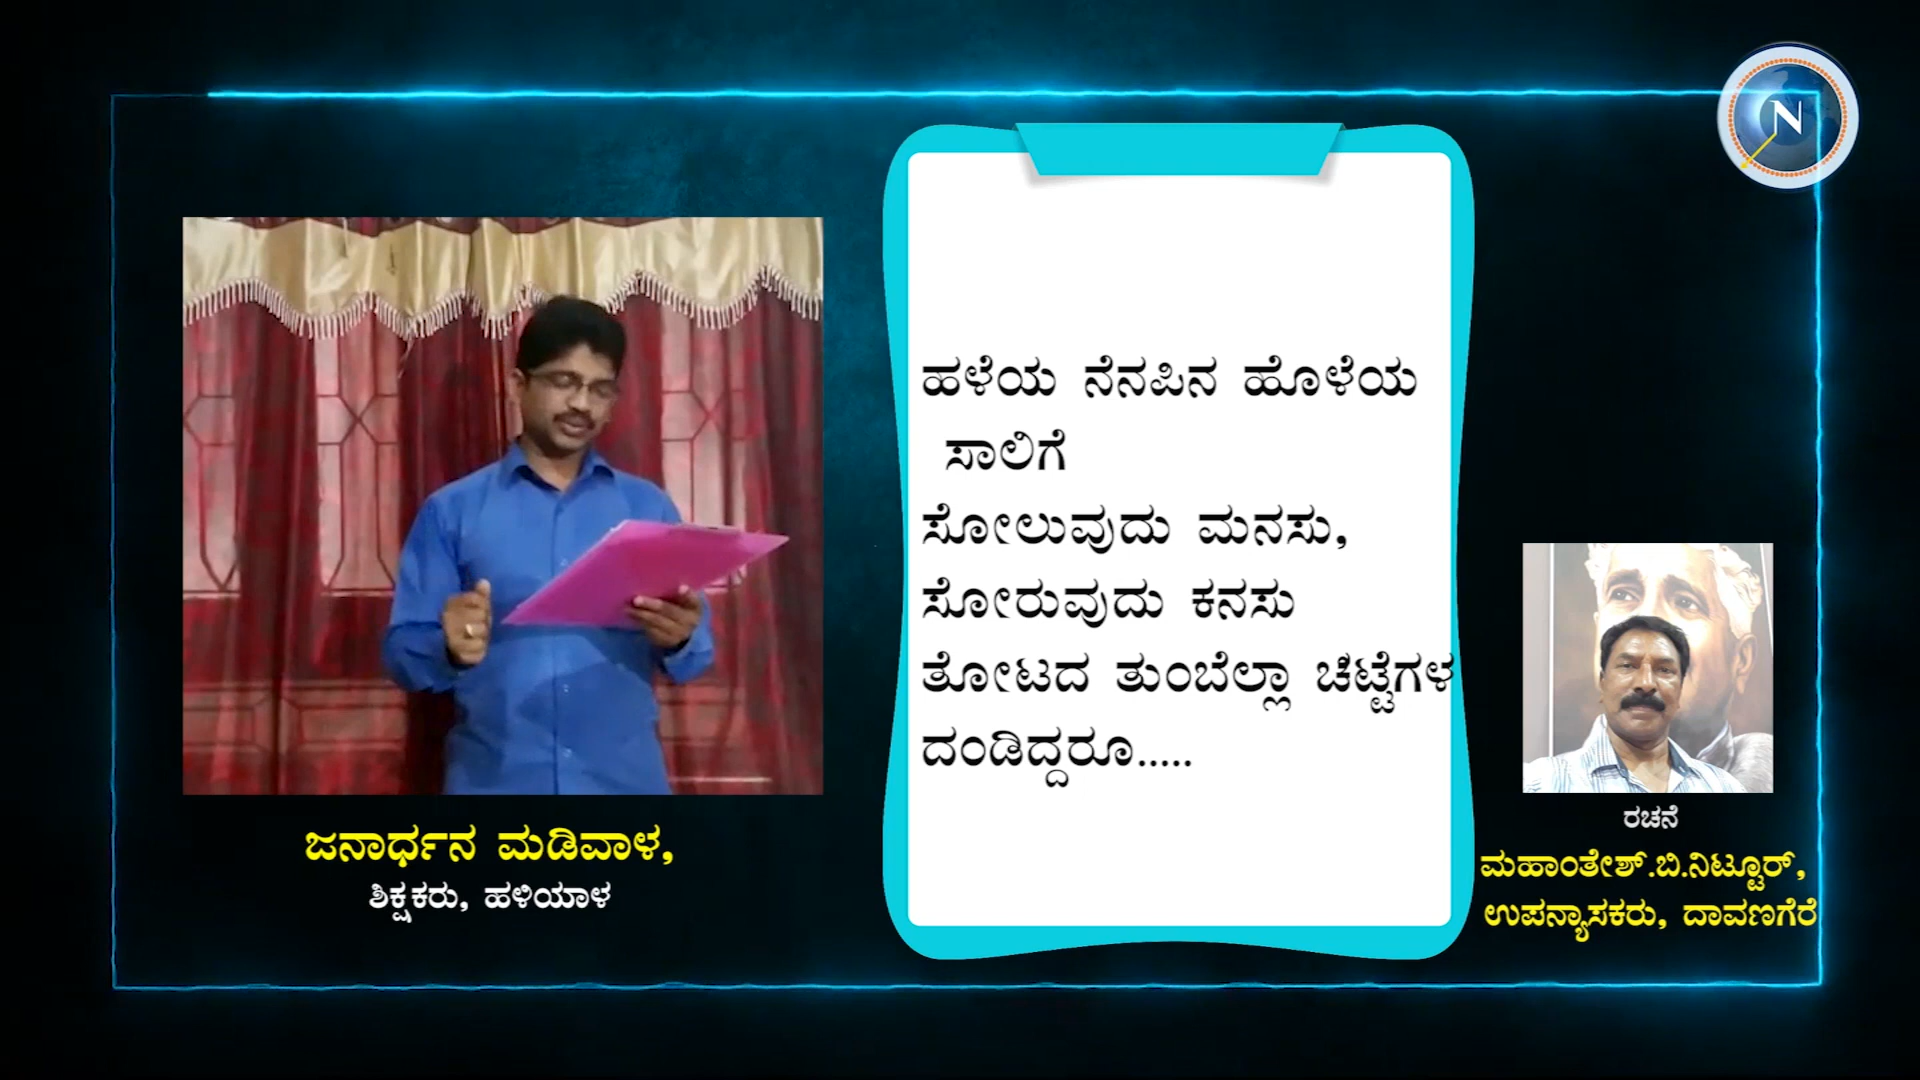 N
ಹಳೆಯ ನೆನಪಿನ ಹೊಳೆಯ
ಸಾಲಿಗೆ
ಸೋಲುವುದು ಮನಸು,
ಸೋರುವುದು ಕನಸು
ತೋಟದ ತುಂಬೆಲ್ಲಾ ಚಿಟ್ಟೆಗಳ
ದಂಡಿದ್ದರೂ.....
ಜನಾರ್ಧನ ಮಡಿವಾಳ,
ಶಿಕ್ಷಕರು, ಹಳಿಯಾಳ
ರಚನೆ
ಮಹಾಂತೇಶ್.ಬಿ.ನಿಟ್ಟೂರ್,
ಉಪನ್ಯಾಸಕರು, ದಾವಣಗೆರೆ